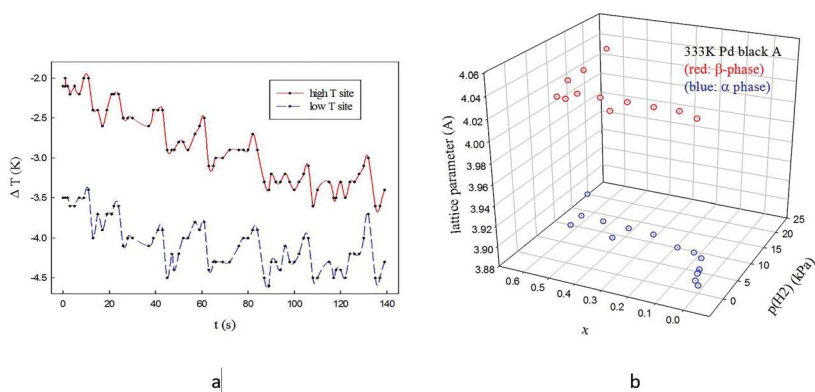 -2.0
-2.5
-3.0
-3.5
-4.0
-4.5
Δ T (K)
high T site
low T site
0 20 40 60 80 100 120 140
t (s)
a
333K Pd black A
(red: β-phase)
(blue: α phase)
4.06
4.04
4.02
4.00
3.98
3.96
3.94
3.92
3.90
3.88
lattice parameter (A)
0.6 0.5 0.4 0.3 0.2 0.1 0.0
x
25
20
15
10
5
0
p(H2) (kPa)
b